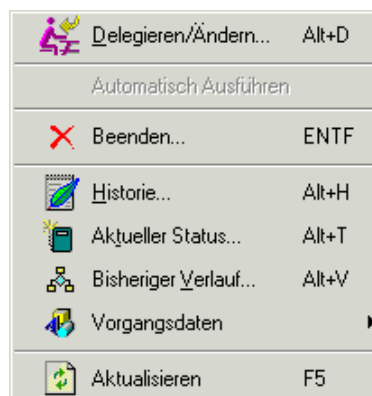 Delegieren/Ändern... Alt+D
Automatisch Ausführen
Beenden... ENTF
Historie... Alt+H
Aktueller Status... Alt+T
Bisheriger Verlauf... Alt+V
Vorgangsdaten
Aktualisieren F5